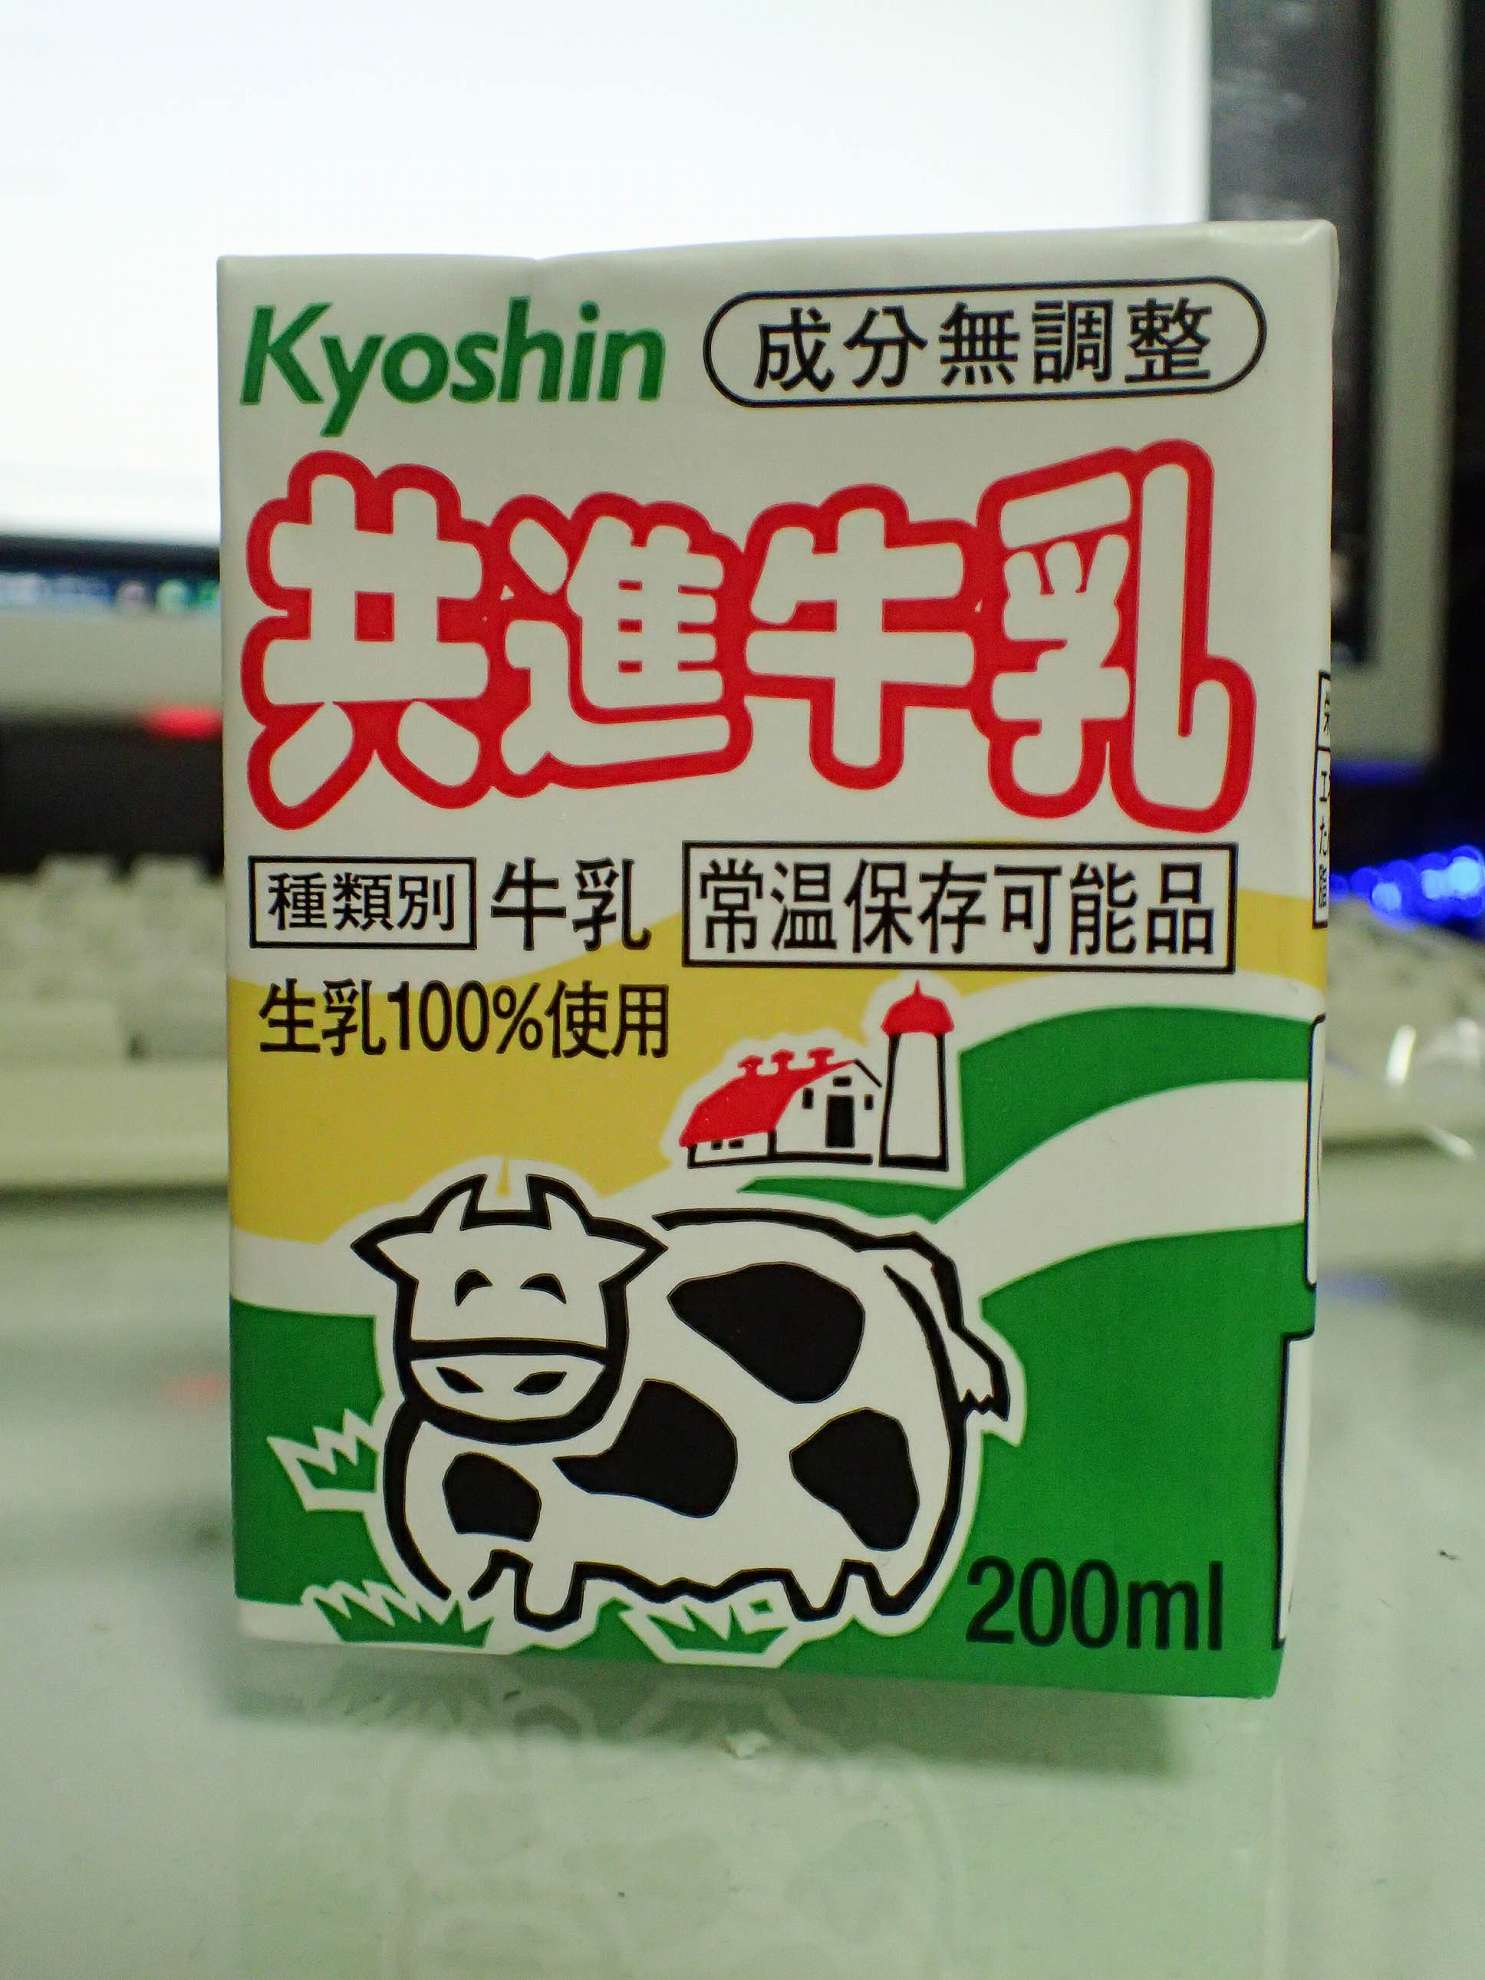 Kyoshin 成分無調整
共進牛乳
種類別 牛乳 常温保存可能品
生乳100%使用
200ml